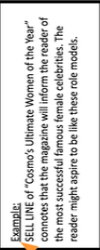 Example:
SELL LINE of "Cosmo's Ultimate Women of the Year"
connotes that the magazine will inform the reader of
the most successful famous female celebrities. The
reader might aspire to be like these role models.